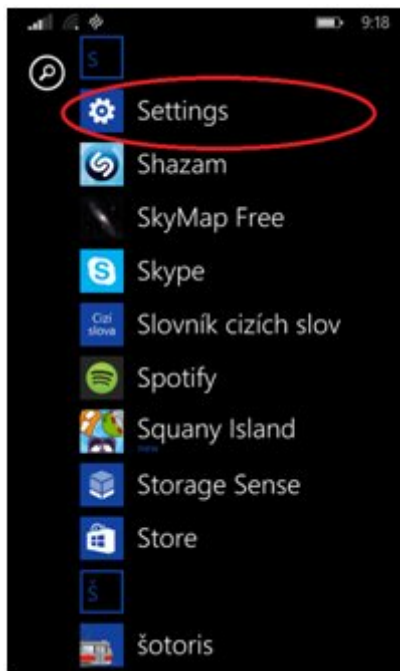 9:18
s
Settings
Shazam
SkyMap Free
Skype
Cizí
slova
Slovník cizích slov
Spotify
Squany Island
new
Storage Sense
Store
š
šotoris